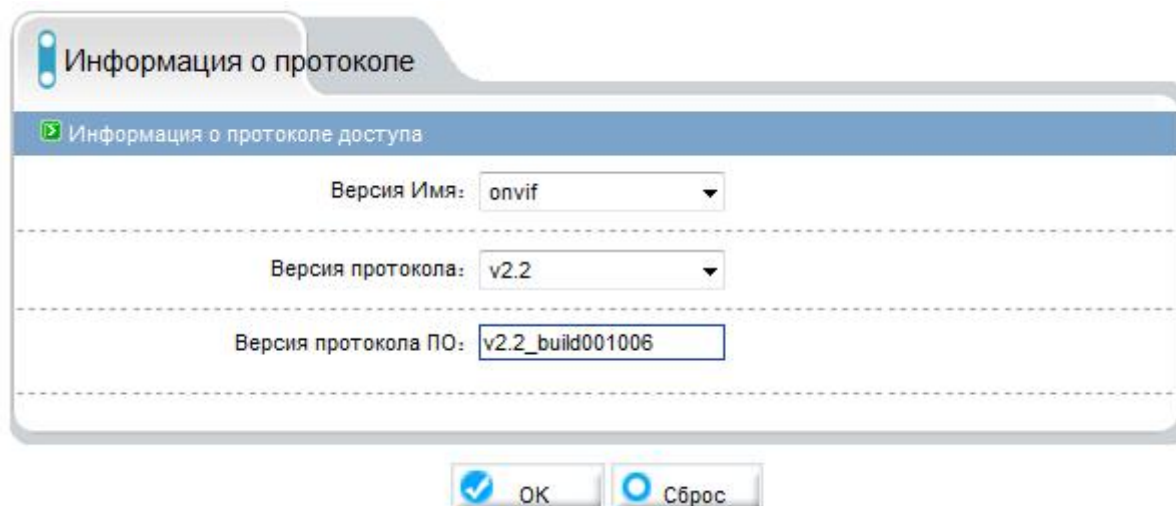 Информация о протоколе
Информация о протоколе доступа
Версия Имя: onvif
Версия протокола: v2.2
Версия протокола ПО: v2.2_build001006
OK Сброс